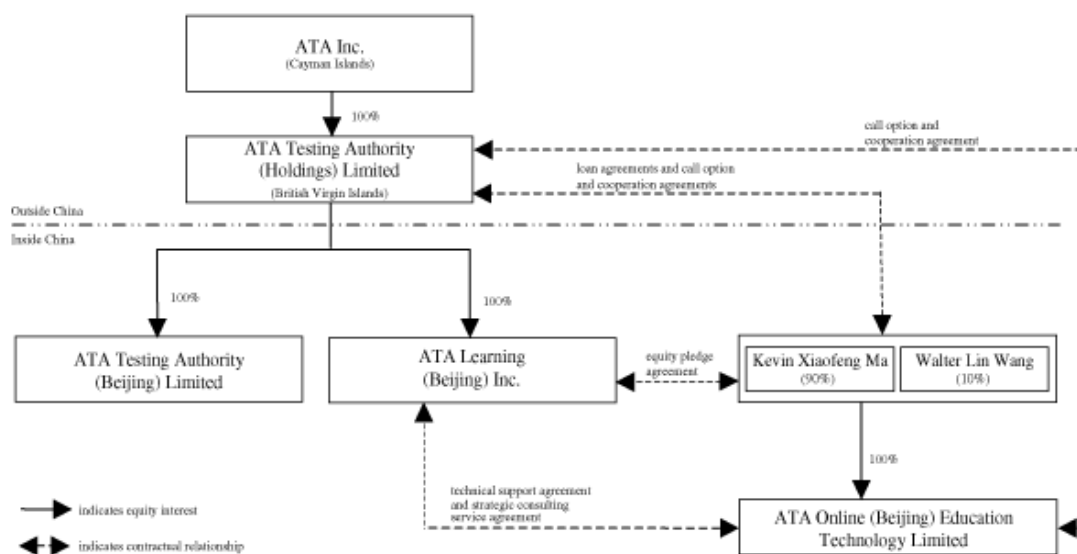 ATA Inc.
(Cayman Islands)
100%
call option and
cooperation agreement
ATA Testing Authority
(Holdings) Limited
(British Virgin Islands)
loan agreements and call option
and cooperation agreements
Outside China
Inside China
100%
100%
ATA Testing Authority
(Beijing) Limited
ATA Learning
(Beijing) Inc.
equity pledge
agreement
Kevin Xiaofeng Ma
(90%)
Walter Lin Wang
(10%)
100%
technical support agreement
and strategic consulting
service agreement
ATA Online (Beijing) Education
Technology Limited
indicates equity interest
indicates contractual relationship